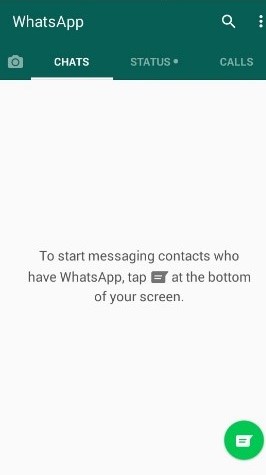 WhatsApp
CHATS STATUS CALLS
To start messaging contacts who
have WhatsApp, tap at the bottom
of your screen.